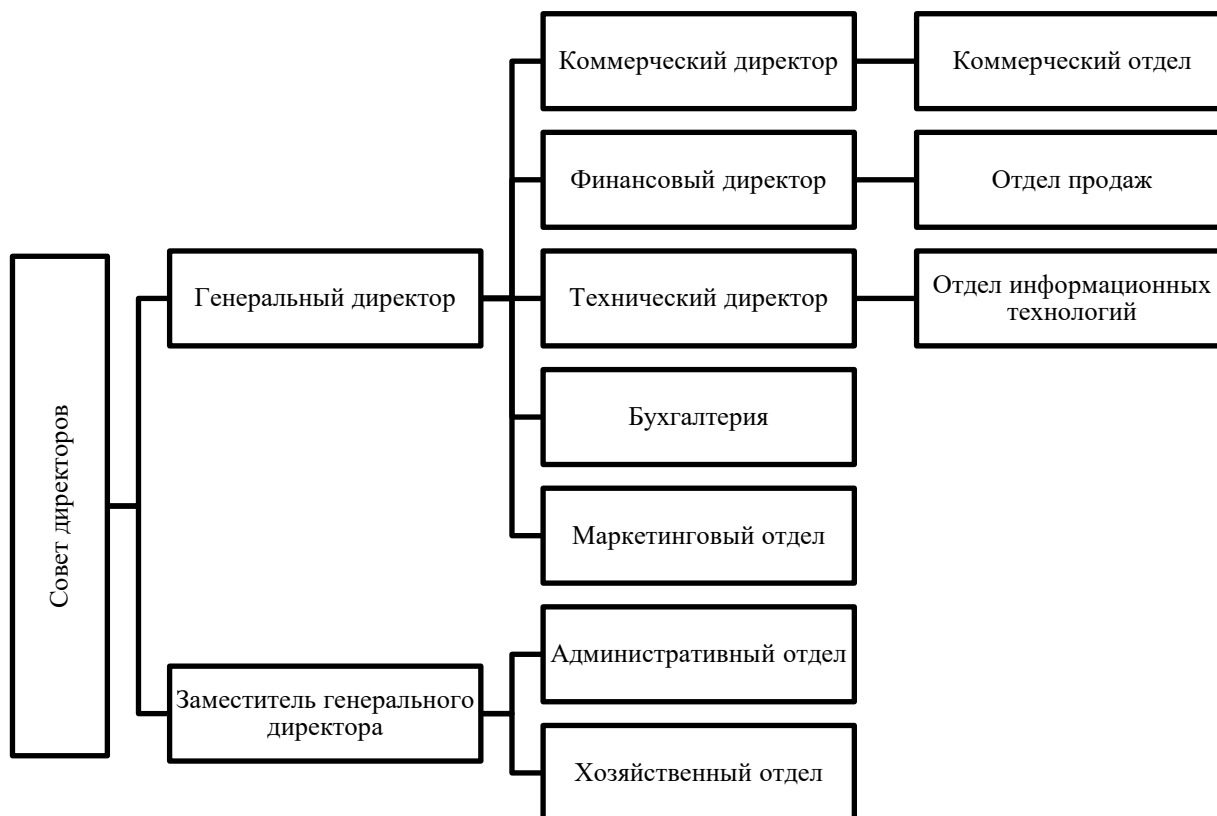 Коммерческий директор
Коммерческий отдел
Финансовый директор
Отдел продаж
Генеральный директор
Технический директор
Отдел информационных
технологий
Бухгалтерия
Совет директоров
Маркетинговый отдел
Административный отдел
Заместитель генерального
директора
Хозяйственный отдел